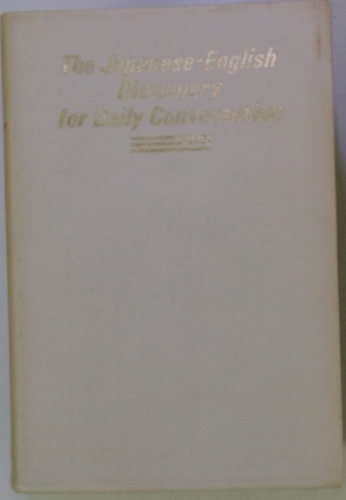 The Japanese-English
Dictionary
for Daily Conversation